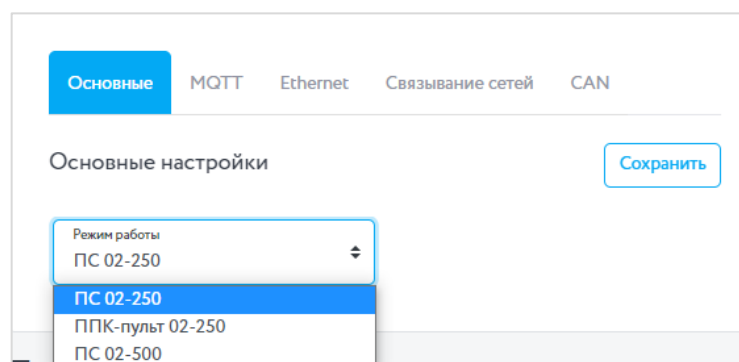 Основные MQTT Ethernet Связывание сетей CAN
Основные настройки Сохранить
Режим работы
ПС 02-250
ПС 02-250
ППК-пульт 02-250
ПС 02-500